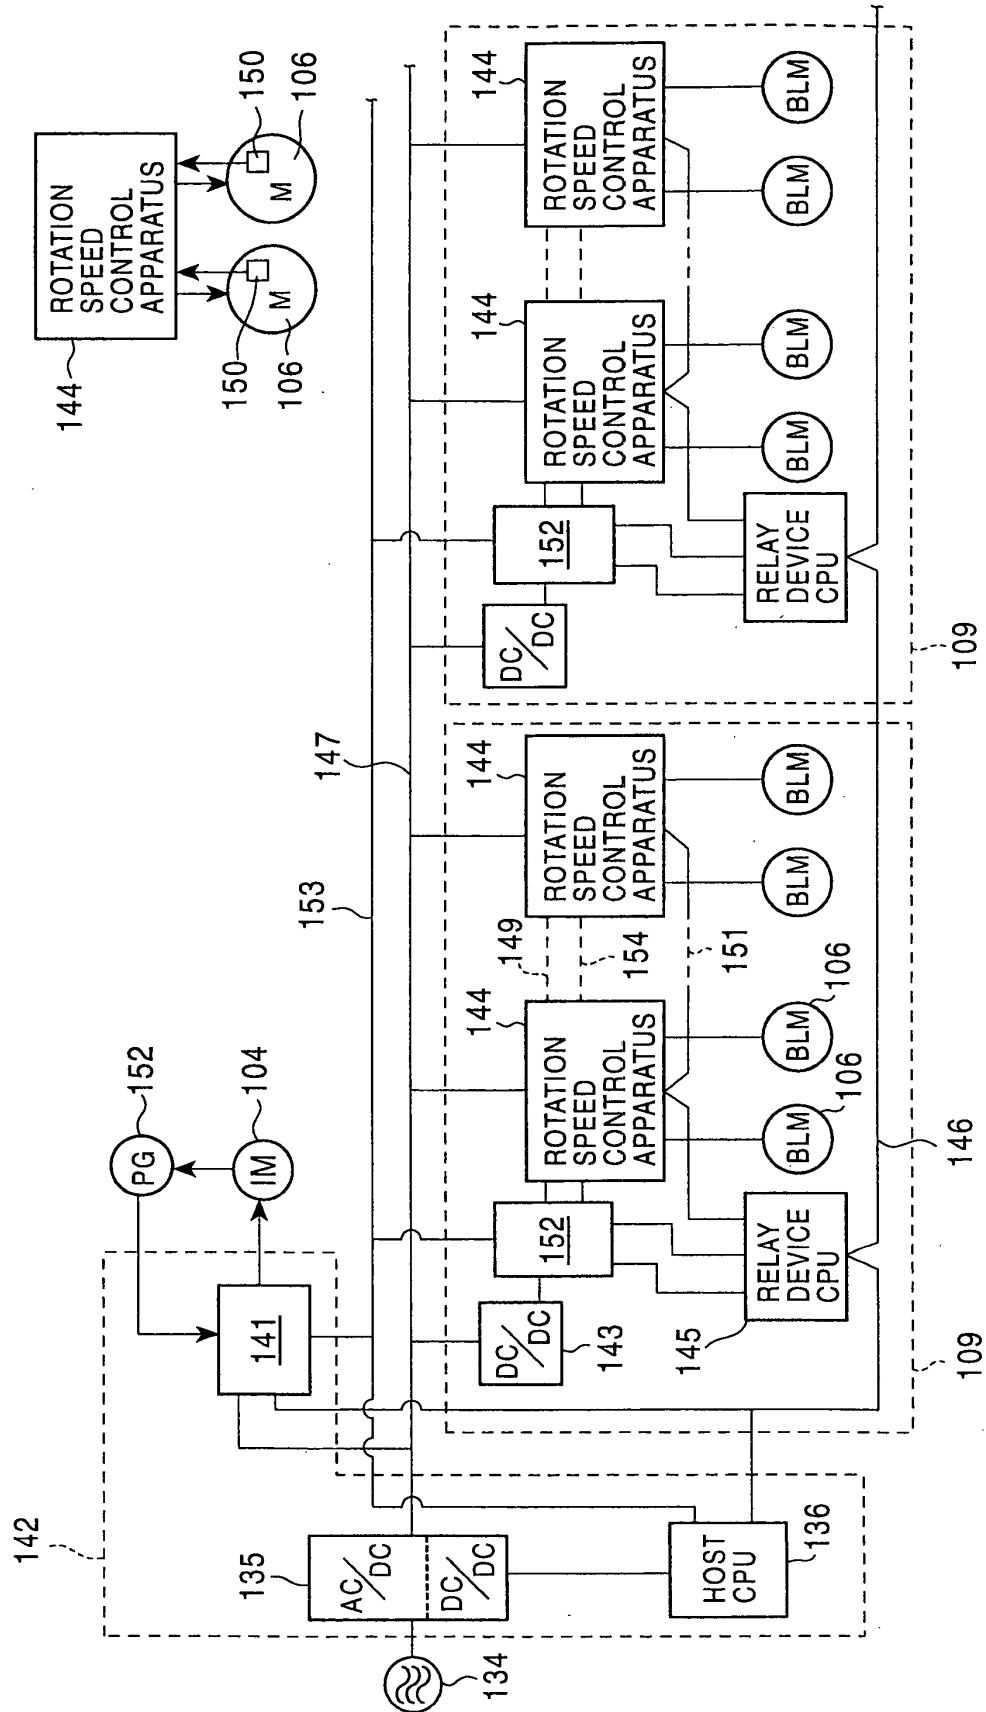 142
152
144
ROTATION
SPEED
CONTROL
APPARATUS
PG
150
150
104
135
141
IM
M
M
106
106
AC/DC
DC/DC
153
147
134
144
144
144
144
149
DC/DC
152
ROTATION
SPEED
CONTROL
APPARATUS
ROTATION
SPEED
CONTROL
APPARATUS
DC/DC
152
ROTATION
SPEED
CONTROL
APPARATUS
ROTATION
SPEED
CONTROL
APPARATUS
143
154
HOST
CPU
145
151
RELAY
DEVICE
CPU
RELAY
DEVICE
CPU
136
BLM
BLM
BLM
BLM
BLM
BLM
BLM
BLM
106
106
109
146
109